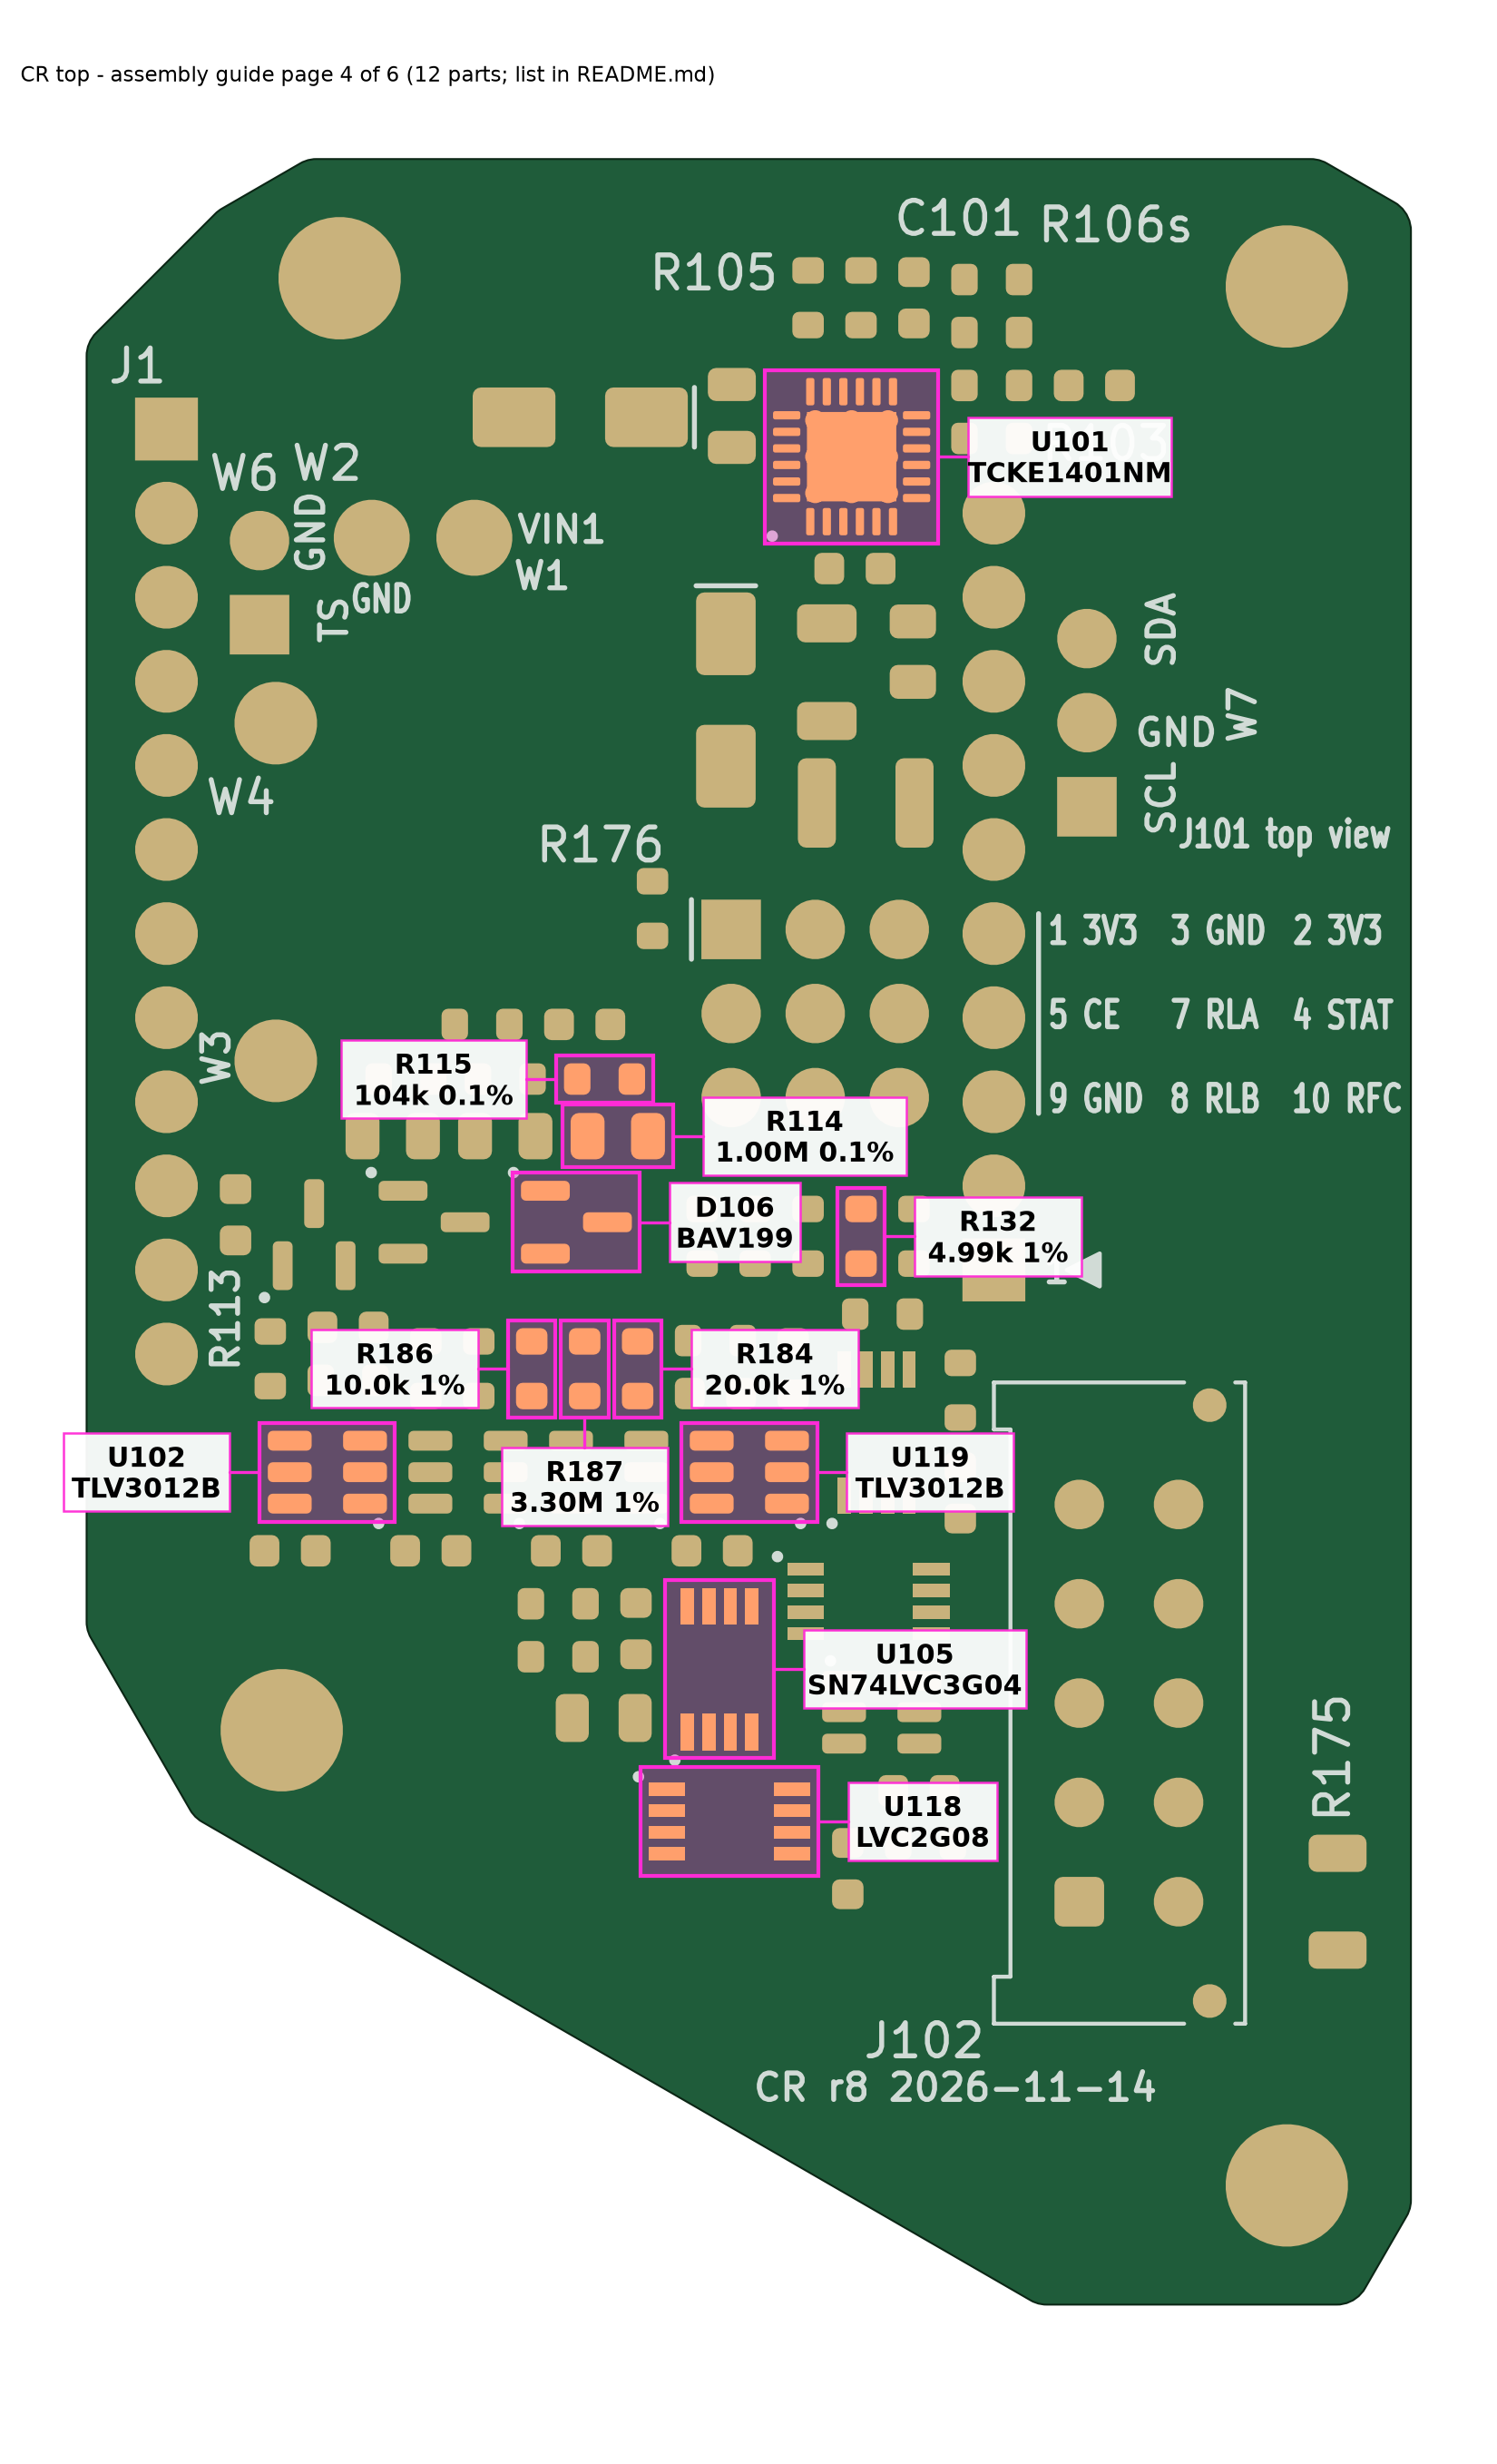 CR top - assembly guide page 4 of 6 (12 parts; list in README.md)
C101
R106s
R105
J1
W6
W2
GND
VIN1
W1
GND
TS
U101
TCKE1401NM
SDA
GND
W7
SCL
W4
J101 top view
R176
1 3V3 3 GND 2 3V3
5 CE 7 RLA 4 STAT
9 GND 8 RLB 10 RFC
W3
R115
104k 0.1%
R114
1.00M 0.1%
D106
BAV199
R132
4.99k 1%
R113
R186
10.0k 1%
R184
20.0k 1%
U102
TLV3012B
R187
3.30M 1%
U119
TLV3012B
U105
SN74LVC3G04
R175
U118
LVC2G08
J102
CR r8 2026-11-14